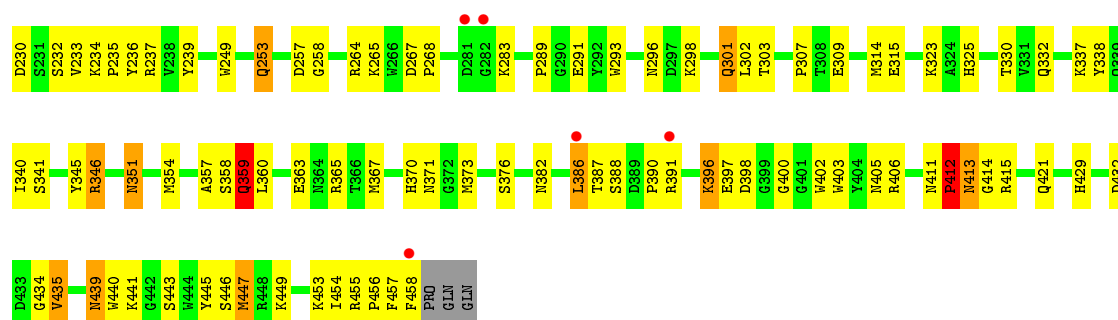 D230 S231 S232 V233 K234 P235 Y236 R237 V238 Y239 W249 Q253 D257 G258 R264 K265 W266 D267 P268 D281 G282 K283 P289 G290 E291 Y292 W293 N296 D297 K298 Q301 L302 T303 P307 T308 E309 M314 E315 K323 A324 H325 T330 V331 Q332 K337 Y338
I340 S341 Y345 R346 N351 M354 A357 S358 Q359 L360 E363 N364 R365 T366 M367 H370 N371 G372 M373 S376 N382 L386 T387 S388 D389 P390 R391 K396 E397 D398 G399 G400 G401 W402 W403 Y404 N405 R406 N411 P412 N413 G414 R415 Q421 H429
D433 G434 V435 N439 W440 K441 G442 S443 W444 Y445 S446 M447 R448 K449 K453 I454 R455 P456 F457 F458 PRO GLN GLN